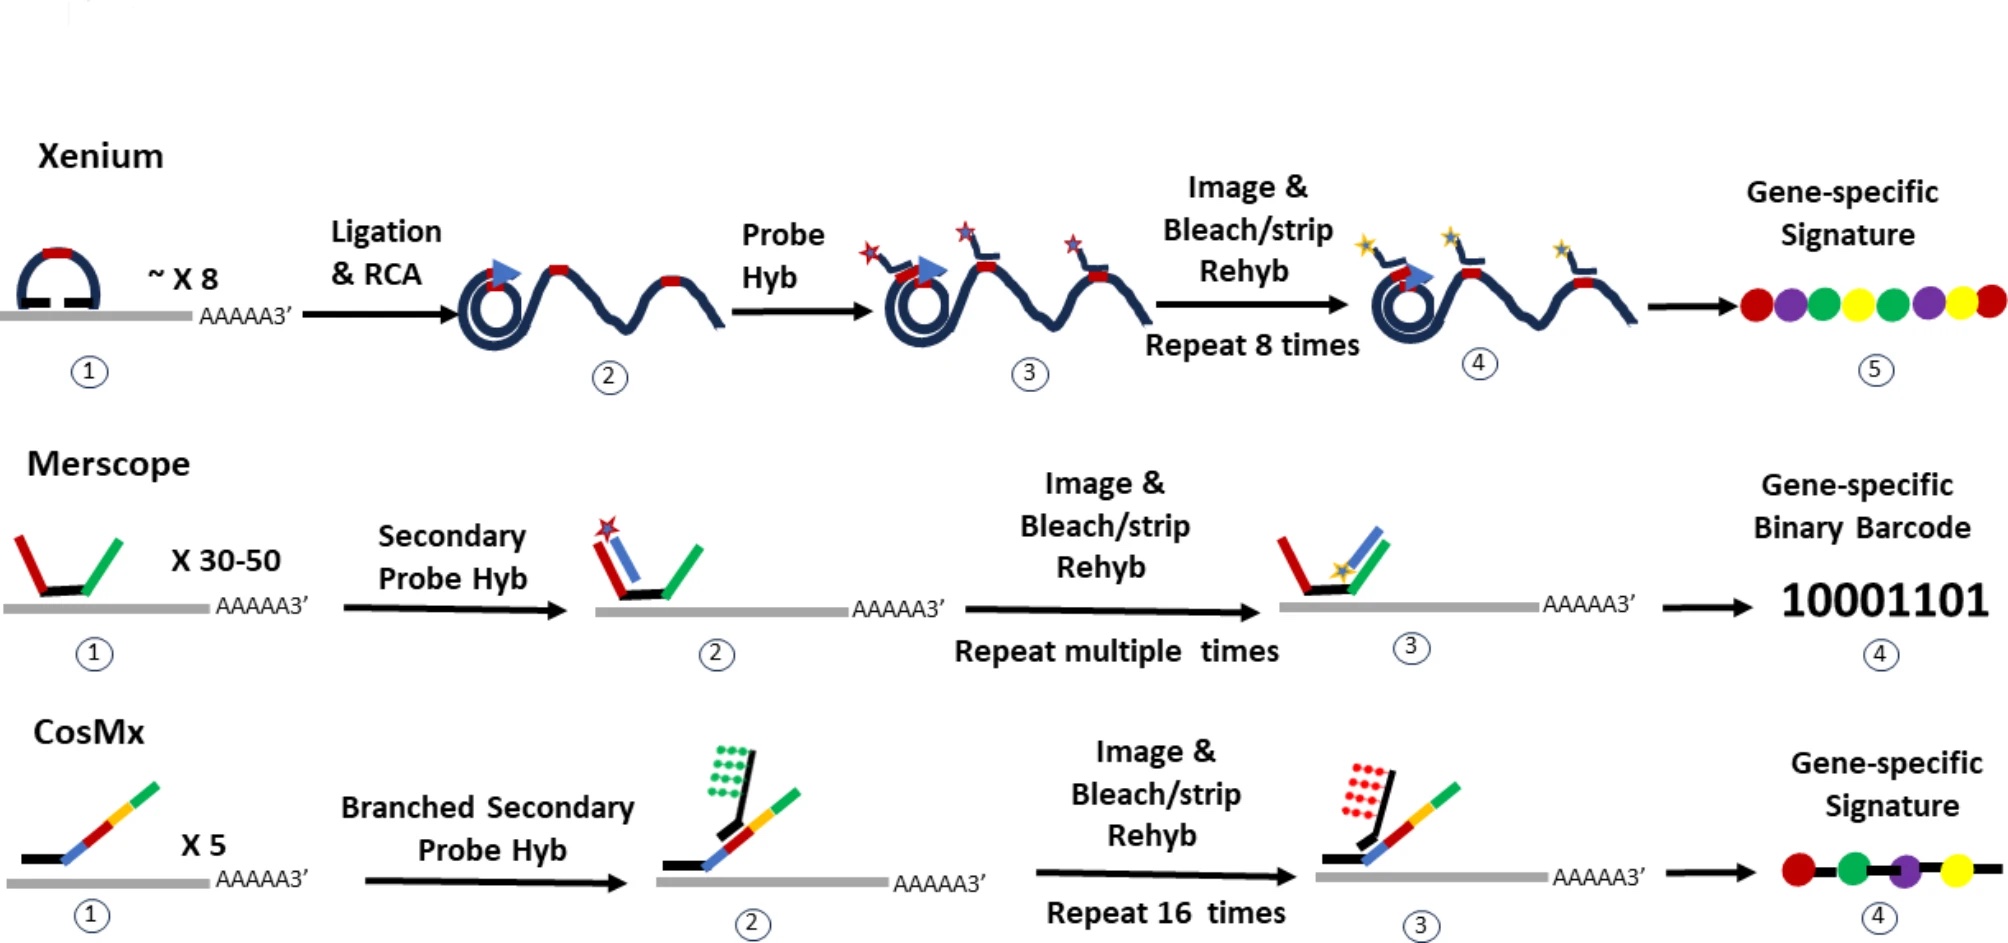 Xenium
~ X 8
AAAAA3’
Ligation
& RCA
Probe
Hyb
Image &
Bleach/strip
Rehyb
Repeat 8 times
Gene-specific
Signature
1
2
3
4
5
Merscope
X 30-50
AAAAA3’
Secondary
Probe Hyb
AAAAA3’
Image &
Bleach/strip
Rehyb
Repeat multiple times
AAAAA3’
Gene-specific
Binary Barcode
10001101
1
2
3
4
CosMx
X 5
AAAAA3’
Branched Secondary
Probe Hyb
AAAAA3’
Image &
Bleach/strip
Rehyb
Repeat 16 times
AAAAA3’
Gene-specific
Signature
1
2
3
4